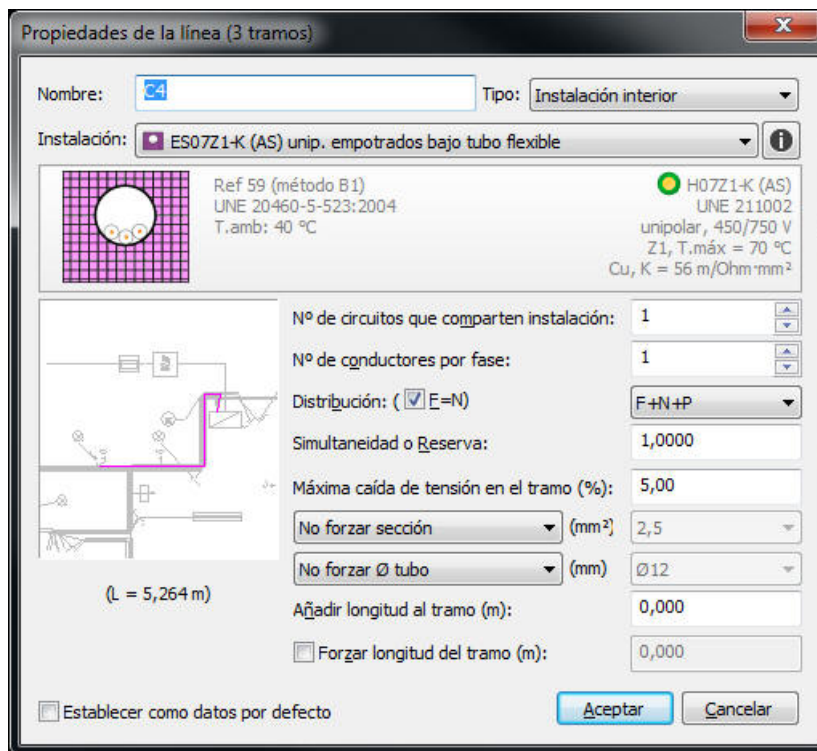 Propiedades de la línea (3 tramos)
Nombre: C4 Tipo: Instalación interior
Instalación: ES07Z1-K (AS) unip. empotrados bajo tubo flexible
Ref 59 (método B1)
UNE 20460-5-523:2004
T.amb: 40 ºC
H07Z1-K (AS)
UNE 211002
unipolar, 450/750 V
Z1, T.máx = 70 ºC
Cu, K = 56 m/Ohm·mm²
Nº de circuitos que comparten instalación: 1
Nº de conductores por fase: 1
Distribución: ( F=N) F+N+P
Simultaneidad o Reserva: 1,0000
Máxima caída de tensión en el tramo (%): 5,00
No forzar sección (mm²) 2,5
No forzar Ø tubo (mm) Ø12
(L = 5,264 m)
Añadir longitud al tramo (m): 0,000
Forzar longitud del tramo (m): 0,000
Establecer como datos por defecto
Aceptar Cancelar